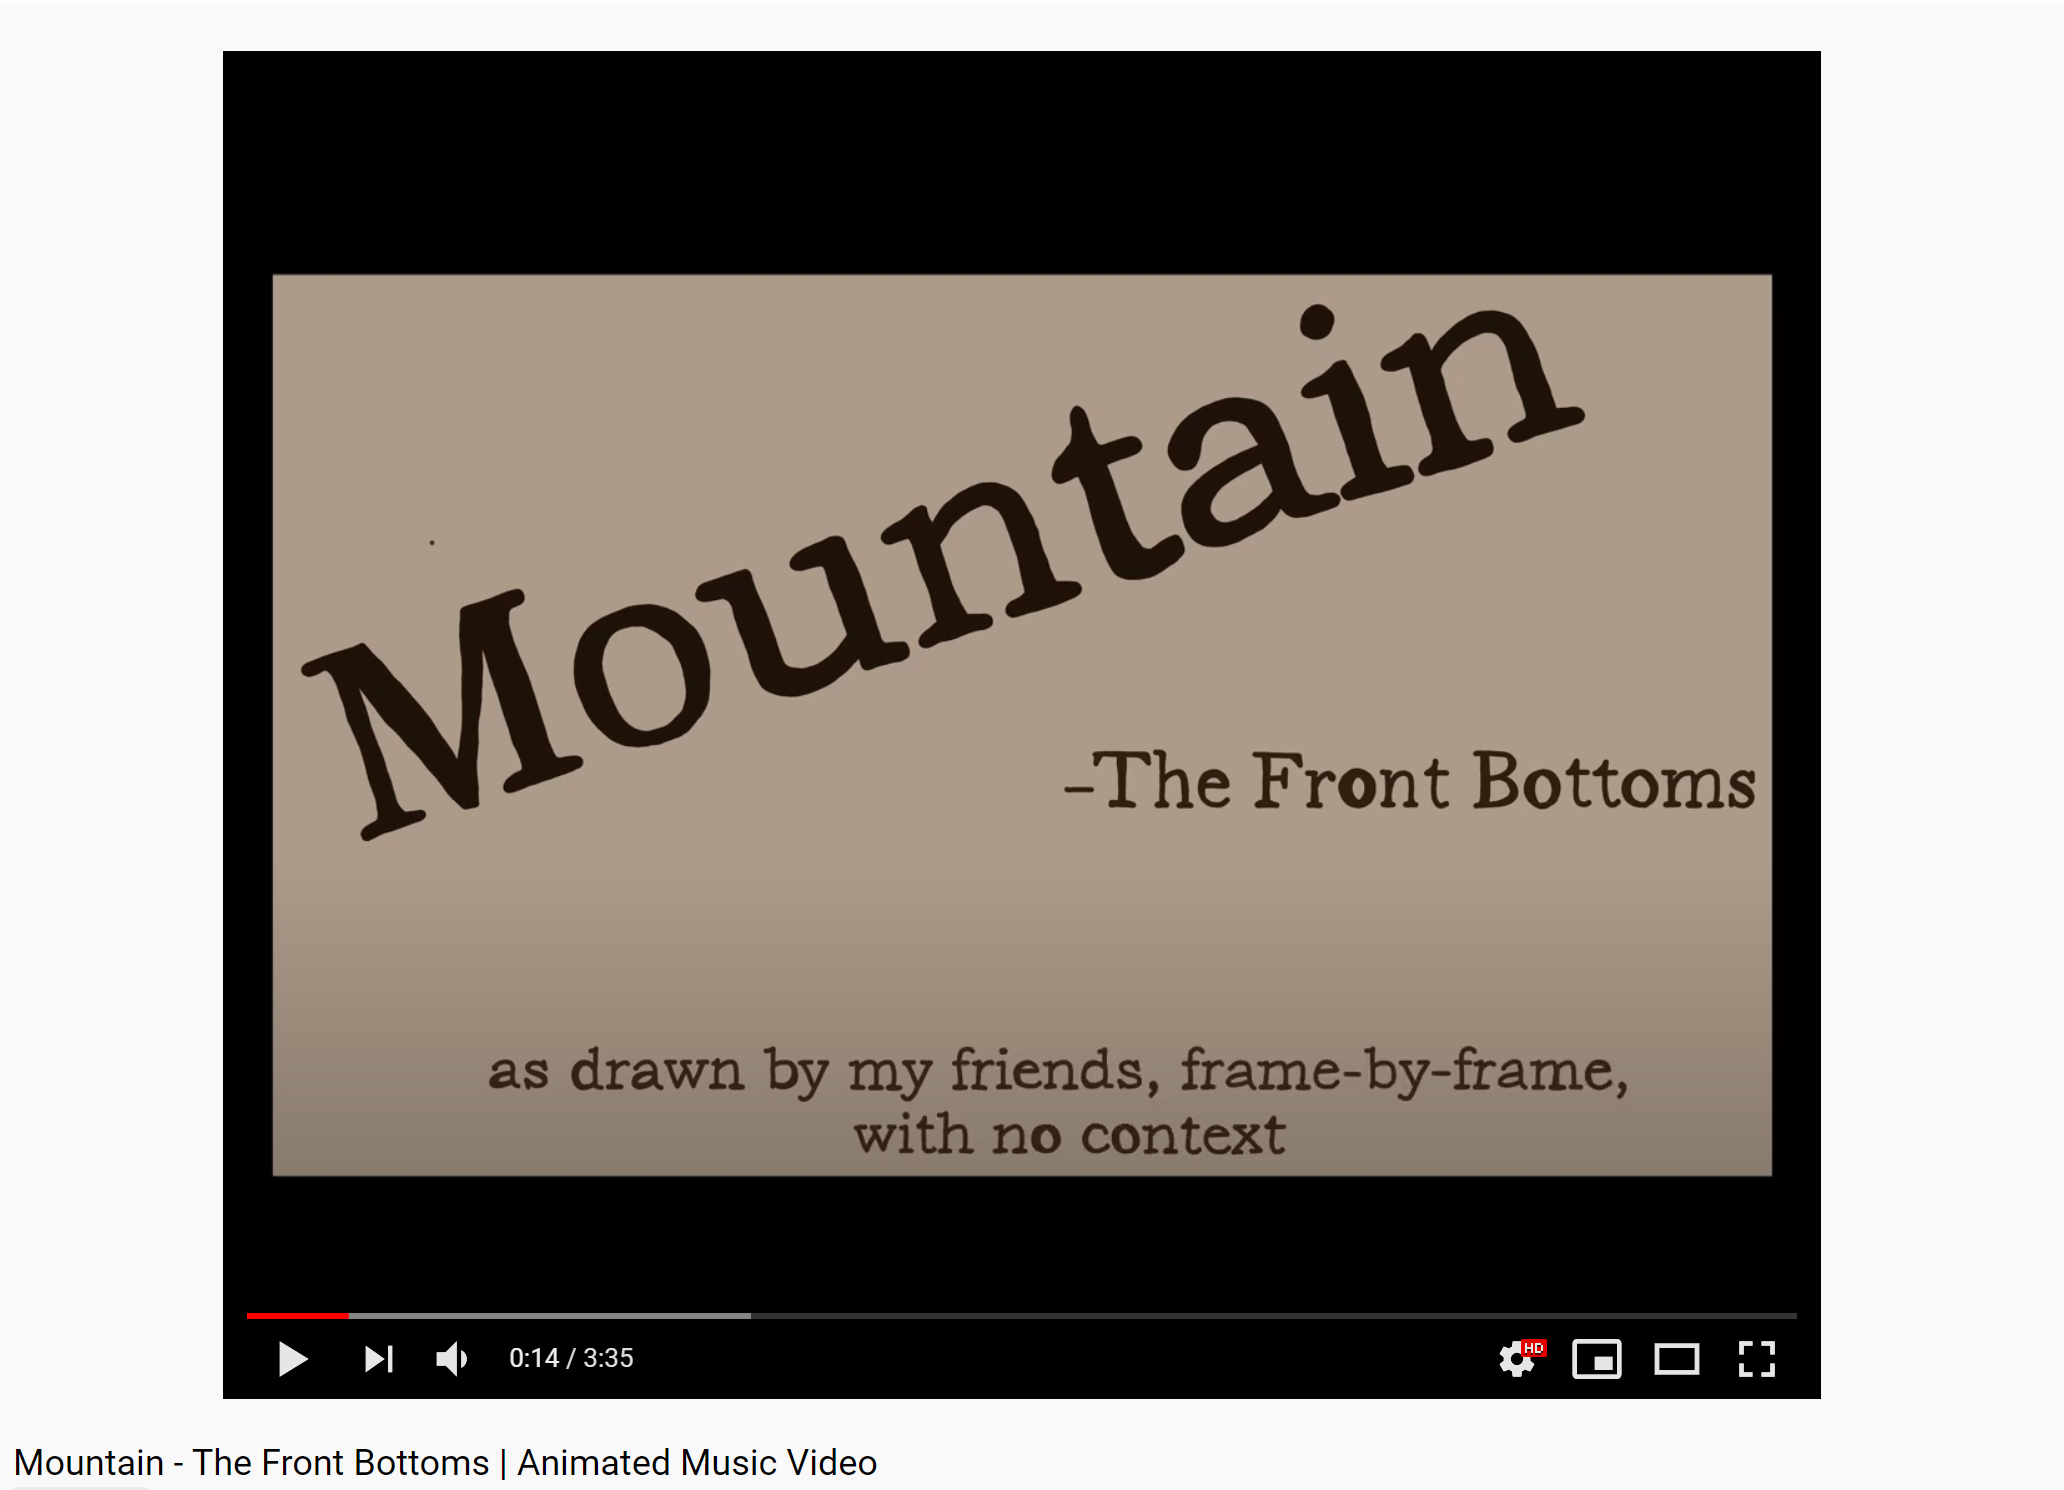 Mountain
-The Front Bottoms
as drawn by my friends, frame-by-frame,
with no context
0:14 / 3:35
HD
Mountain - The Front Bottoms | Animated Music Video